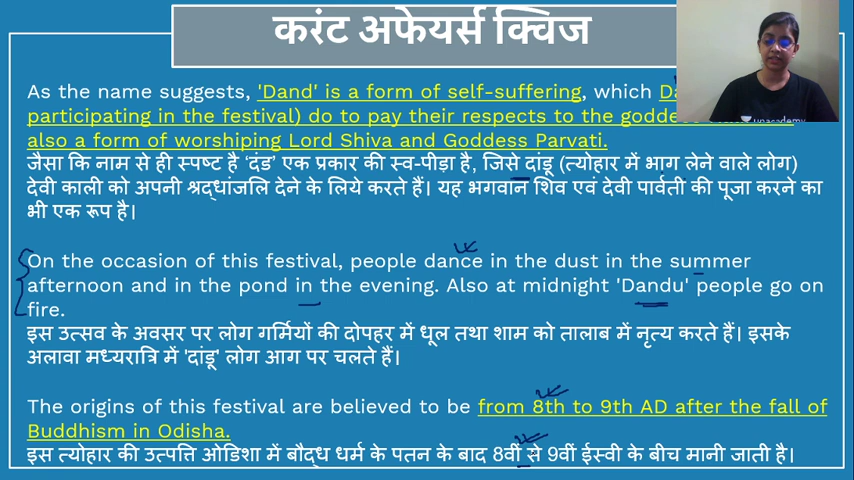 करंट अफेयर्स क्विज
As the name suggests, 'Dand' is a form of self-suffering, which
participating in the festival) do to pay their respects to the
also a form of worshiping Lord Shiva and Goddess Parvati.
जैसा कि नाम से ही स्पष्ट है ‘दंड’ एक प्रकार की स्व-पीड़ा है, जिसे दांडू (त्योहार में भाग लेने वाले लोग)
देवी काली को अपनी श्रद्धांजलि देने के लिये करते हैं। यह भगवान शिव एवं देवी पार्वती की पूजा करने का
भी एक रूप है।
On the occasion of this festival, people dance in the dust in the summer
afternoon and in the pond in the evening. Also at midnight 'Dandu' people go on
fire.
इस उत्सव के अवसर पर लोग गर्मियों की दोपहर में धूल तथा शाम को तालाब में नृत्य करते हैं। इसके
अलावा मध्यरात्रि में 'दांडू' लोग आग पर चलते हैं।
The origins of this festival are believed to be from 8th to 9th AD after the fall of
Buddhism in Odisha.
इस त्योहार की उत्पत्ति ओडिशा में बौद्ध धर्म के पतन के बाद 8वीं से 9वीं ईस्वी के बीच मानी जाती है।